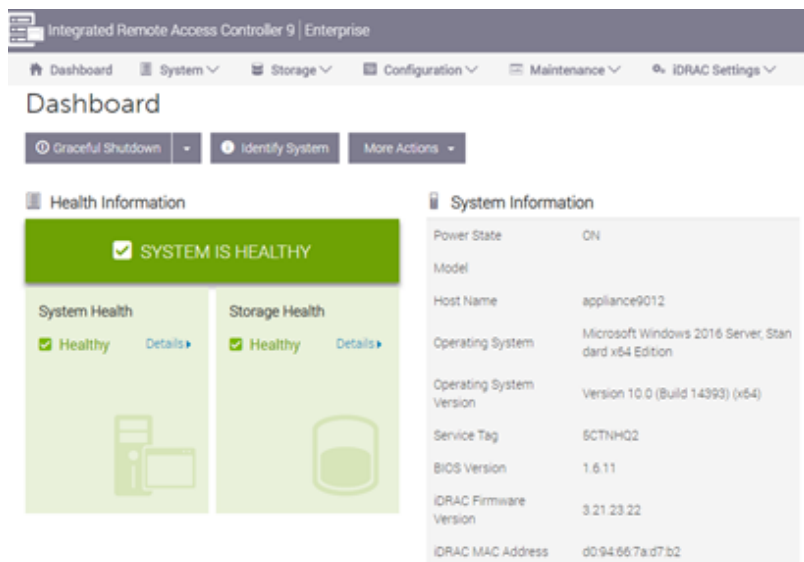 Integrated Remote Access Controller 9 | Enterprise
Dashboard System Storage Configuration Maintenance iDRAC Settings
Dashboard
Graceful Shutdown Identify System More Actions
Health Information
SYSTEM IS HEALTHY
System Health
Healthy Details
Storage Health
Healthy Details
System Information
Power State ON
Model
Host Name appliance9012
Operating System Microsoft Windows 2016 Server, Stan
dard x64 Edition
Operating System
Version Version 10.0 (Build 14393) (x64)
Service Tag 5CTNHQ2
BIOS Version 1.6.11
iDRAC Firmware
Version 3.21.23.22
iDRAC MAC Address d0:94:66:7a:d7:b2